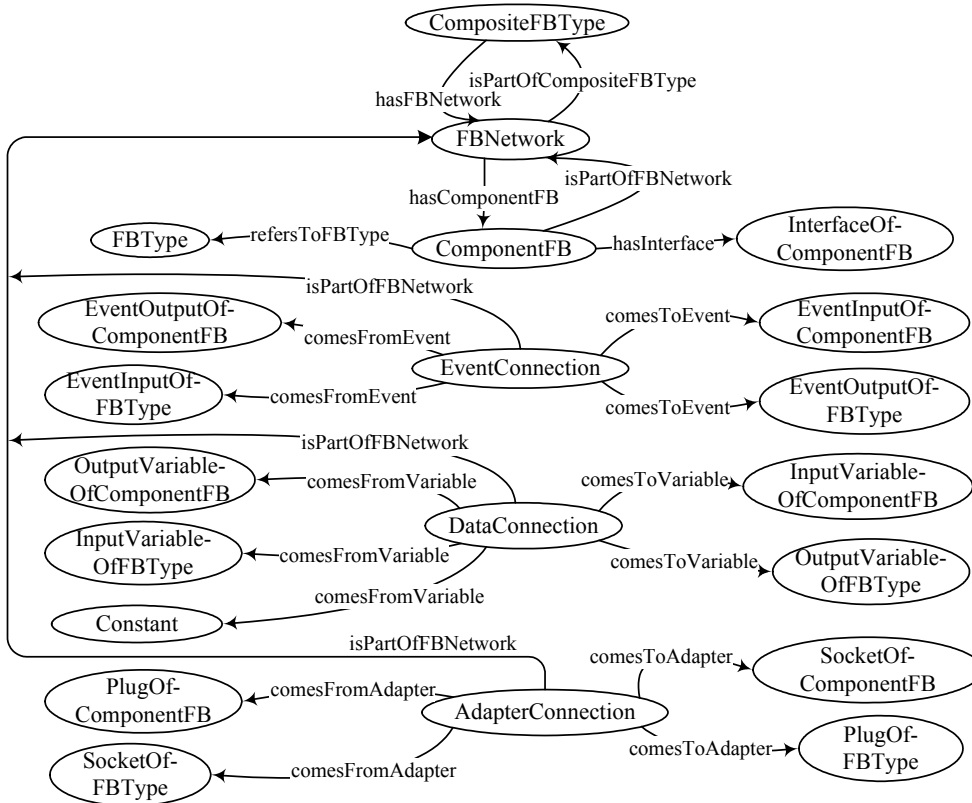 CompositeFBType
isPartOfCompositeFBType
hasFBNetwork
FBNetwork
isPartOfFBNetwork
hasComponentFB
FBType
refersToFBType
ComponentFB
hasInterface
InterfaceOf-
ComponentFB
isPartOfFBNetwork
EventOutputOf-
ComponentFB
comesFromEvent
comesToEvent
EventInputOf-
ComponentFB
EventConnection
EventInputOf-
FBType
comesFromEvent
comesToEvent
EventOutputOf-
FBType
isPartOfFBNetwork
OutputVariable-
OfComponentFB
comesFromVariable
comesToVariable
InputVariable-
OfComponentFB
DataConnection
InputVariable-
OfFBType
comesFromVariable
comesToVariable
OutputVariable-
OfFBType
comesFromVariable
Constant
isPartOfFBNetwork
comesToAdapter
SocketOf-
ComponentFB
PlugOf-
ComponentFB
comesFromAdapter
AdapterConnection
comesToAdapter
PlugOf-
FBType
SocketOf-
FBType
comesFromAdapter